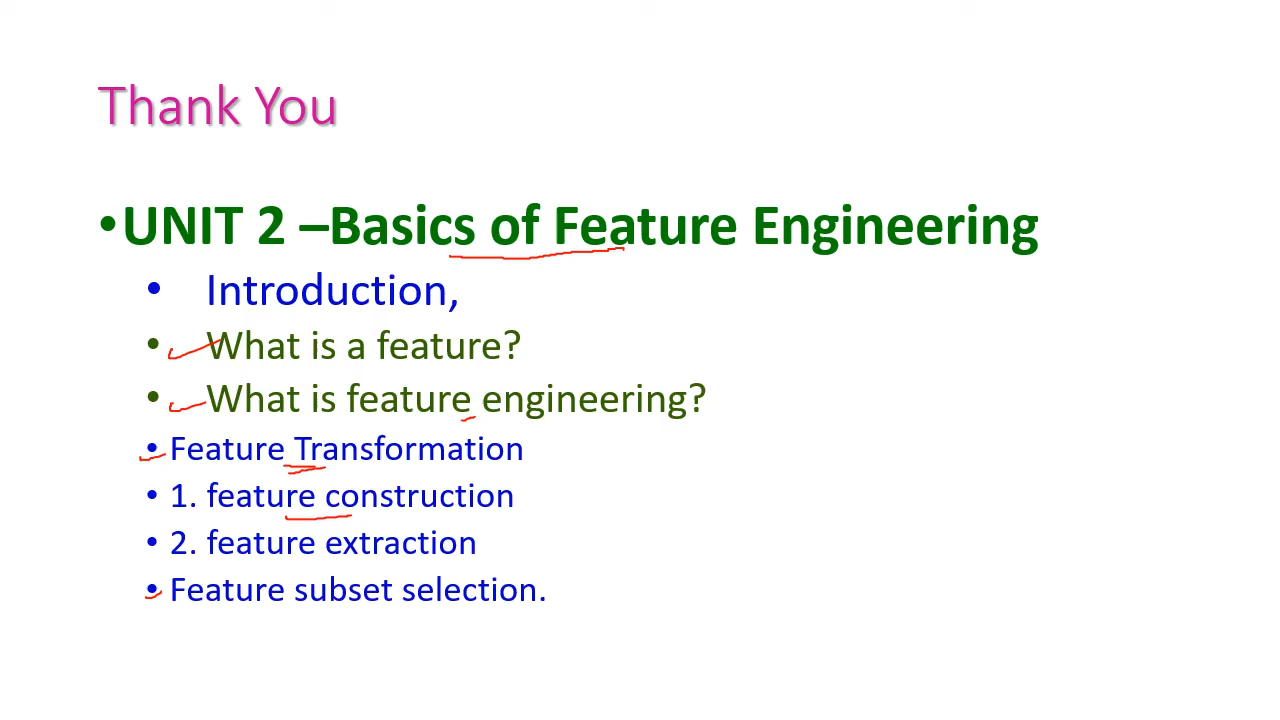 Thank You
•UNIT 2 –Basics of Feature Engineering
• Introduction,
• What is a feature?
• What is feature engineering?
• Feature Transformation
• 1. feature construction
• 2. feature extraction
• Feature subset selection.